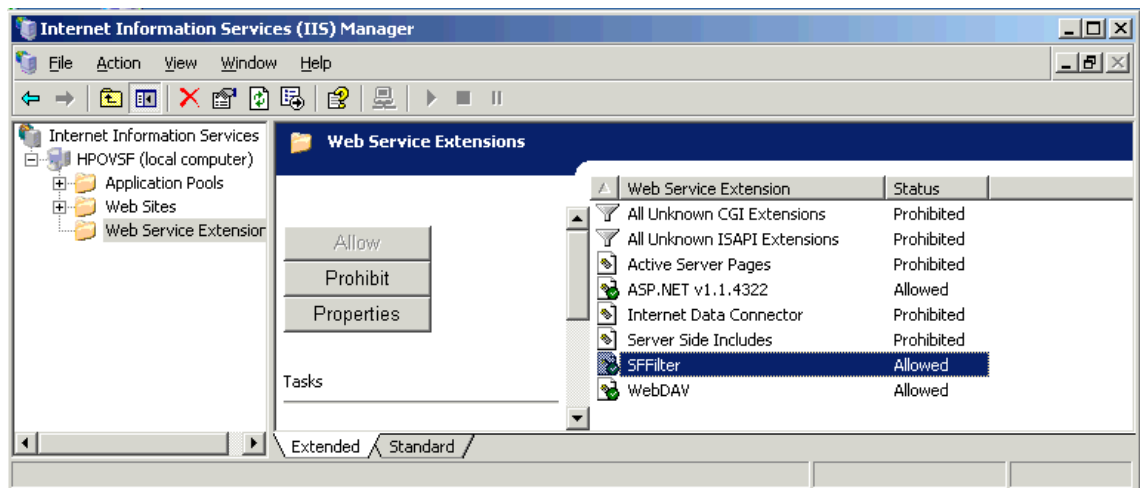 Internet Information Services (IIS) Manager
File Action View Window Help
Internet Information Services
HPOVSF (local computer)
Application Pools
Web Sites
Web Service Extension
Web Service Extensions
Allow
Prohibit
Properties
Tasks
Web Service Extension Status
All Unknown CGI Extensions Prohibited
All Unknown ISAPI Extensions Prohibited
Active Server Pages Prohibited
ASP.NET v1.1.4322 Allowed
Internet Data Connector Prohibited
Server Side Includes Prohibited
SFFilter Allowed
WebDAV Allowed
Extended Standard